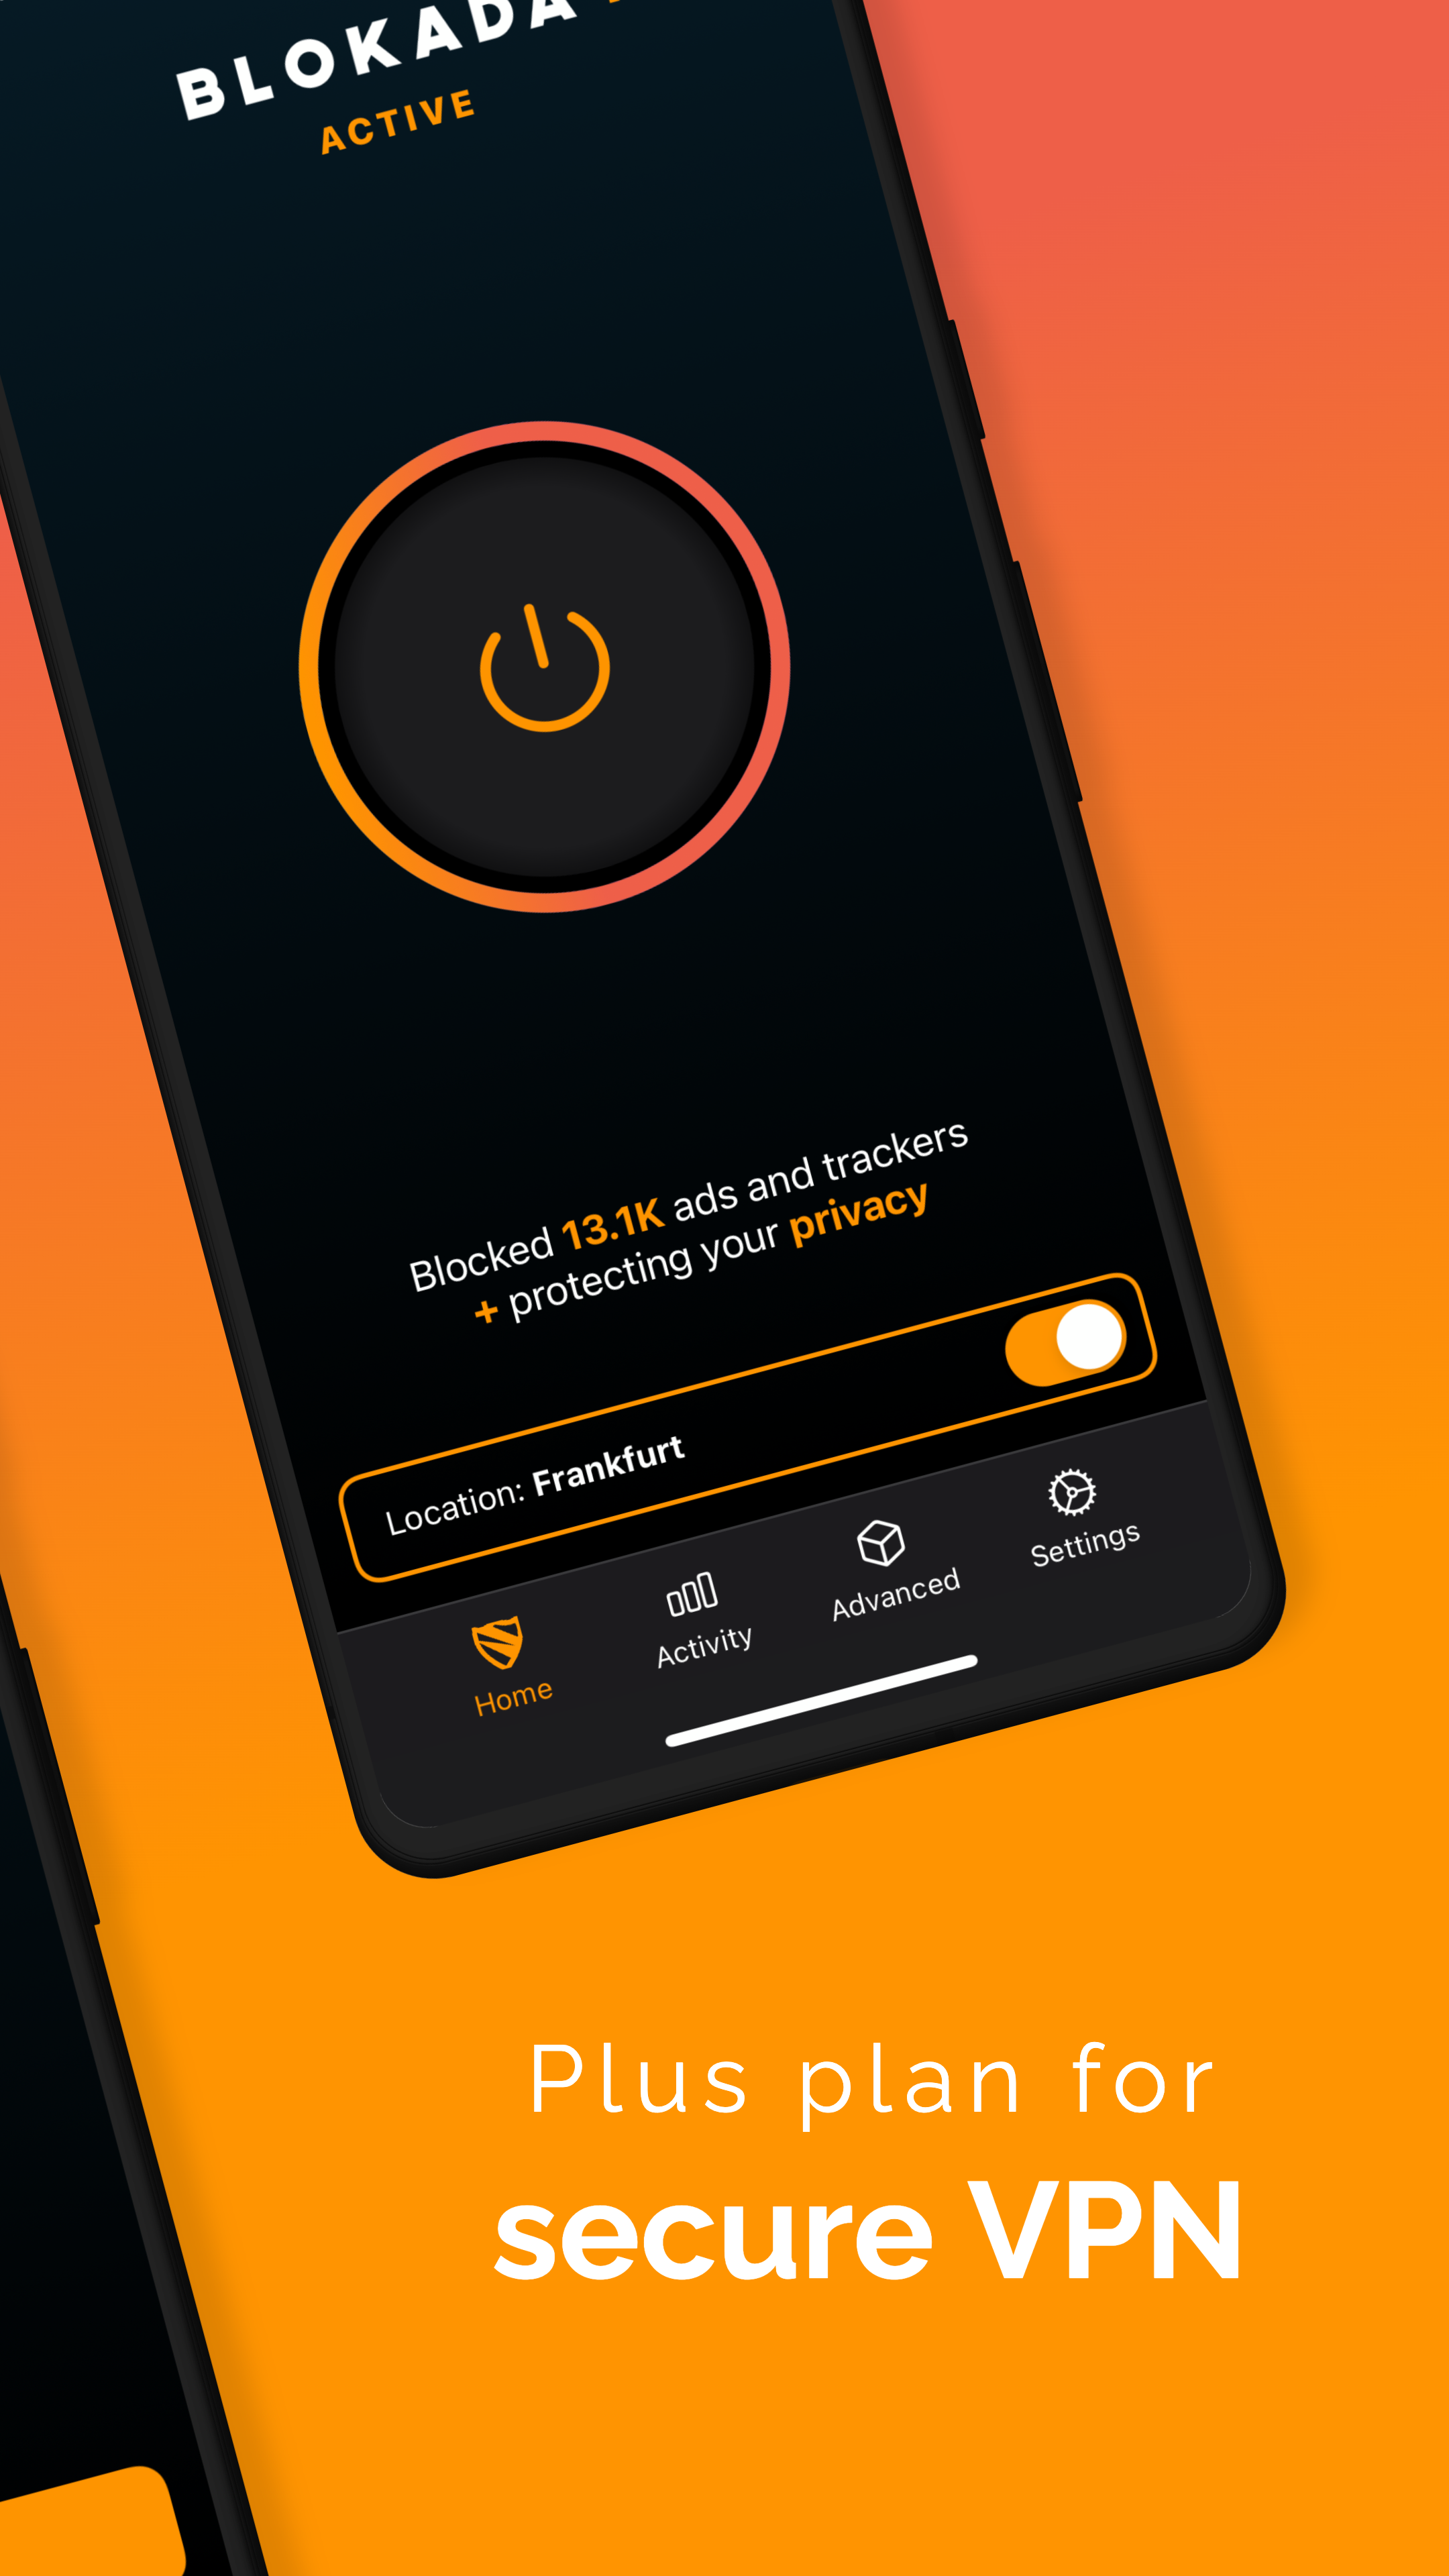 BLOKADA
ACTIVE
Blocked 13.1K ads and trackers
+ protecting your privacy
Location: Frankfurt
Home
Activity
Advanced
Settings
Plus plan for
secure VPN